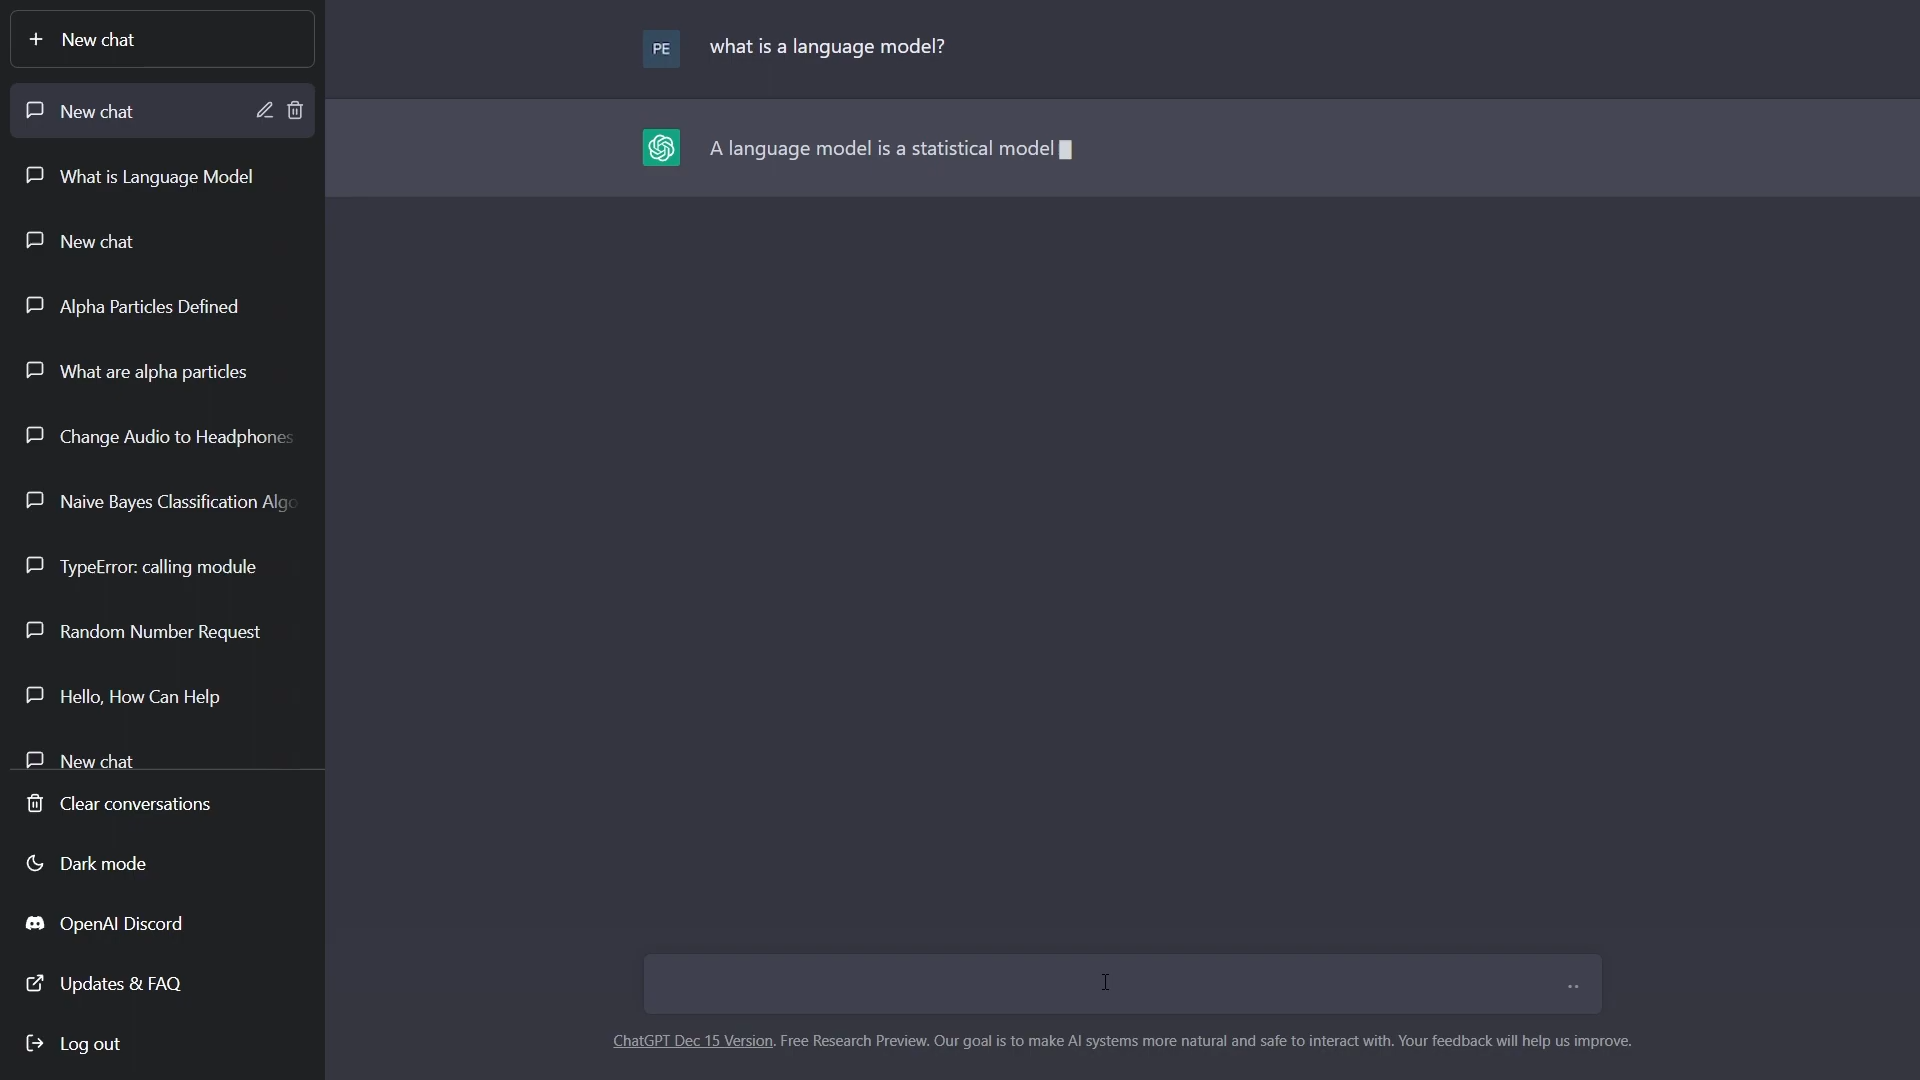 New chat
New chat
What is Language Model
New chat
Alpha Particles Defined
What are alpha particles
Change Audio to Headphones
Naive Bayes Classification Algo
TypeError: calling module
Random Number Request
Hello, How Can Help
New chat
Clear conversations
Dark mode
OpenAI Discord
Updates & FAQ
Log out
PE what is a language model?
A language model is a statistical model
ChatGPT Dec 15 Version. Free Research Preview. Our goal is to make AI systems more natural and safe to interact with. Your feedback will help us improve.